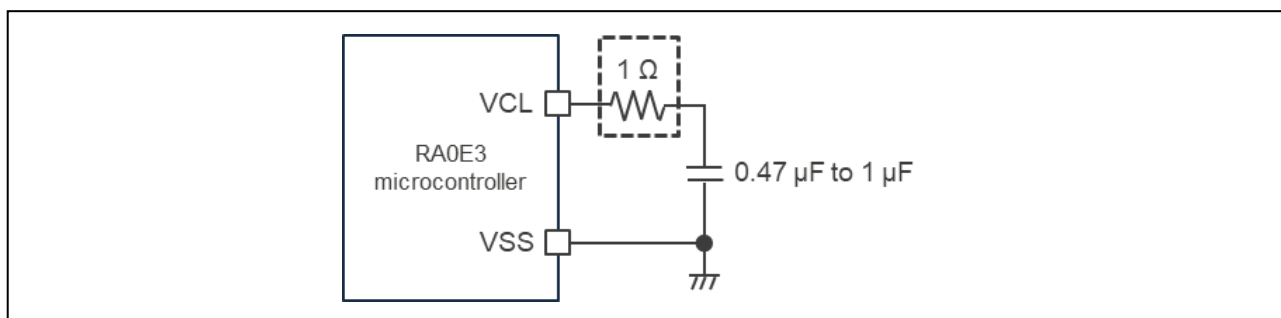 1 Ω
VCL
RA0E3
microcontroller
0.47 µF to 1 µF
VSS